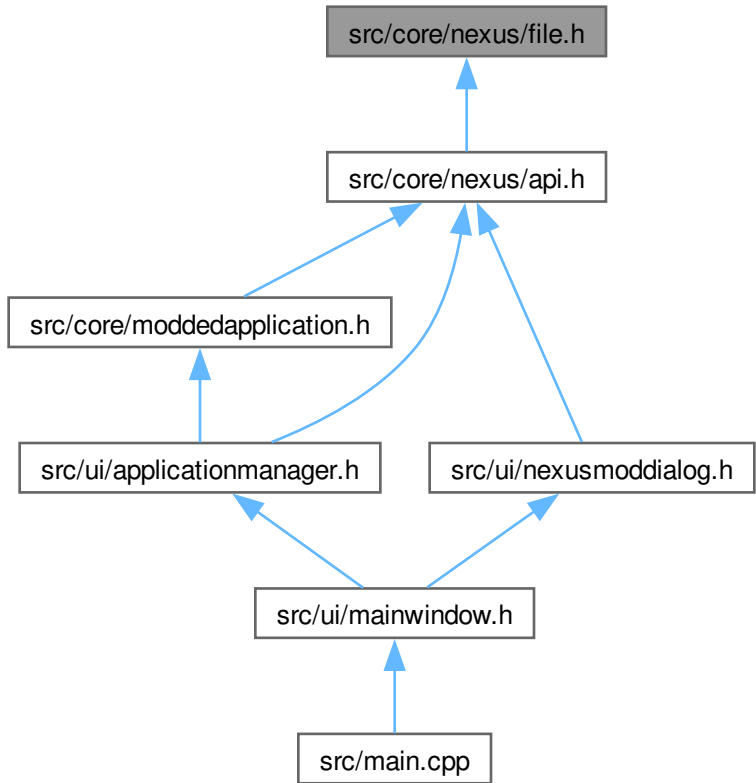 src/core/nexus/file.h
src/core/nexus/api.h
src/core/moddedapplication.h
src/ui/applicationmanager.h
src/ui/nexusmoddialog.h
src/ui/mainwindow.h
src/main.cpp